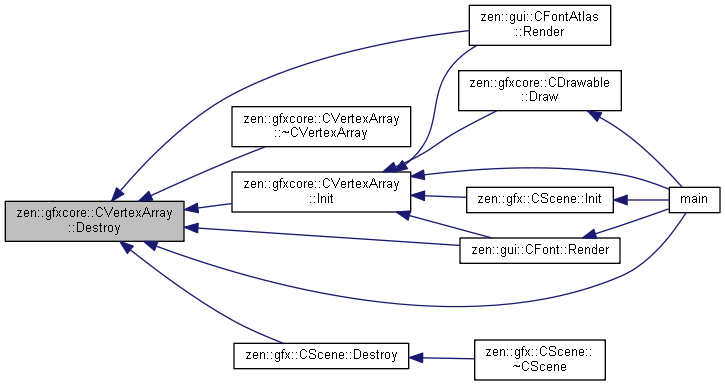 zen::gui::CFontAtlas
::Render
zen::gfxcore::CDrawable
::Draw
zen::gfxcore::CVertexArray
::~CVertexArray
zen::gfxcore::CVertexArray
::Init
zen::gfx::CScene::Init
main
zen::gfxcore::CVertexArray
::Destroy
zen::gui::CFont::Render
zen::gfx::CScene::Destroy
zen::gfx::CScene::
~CScene